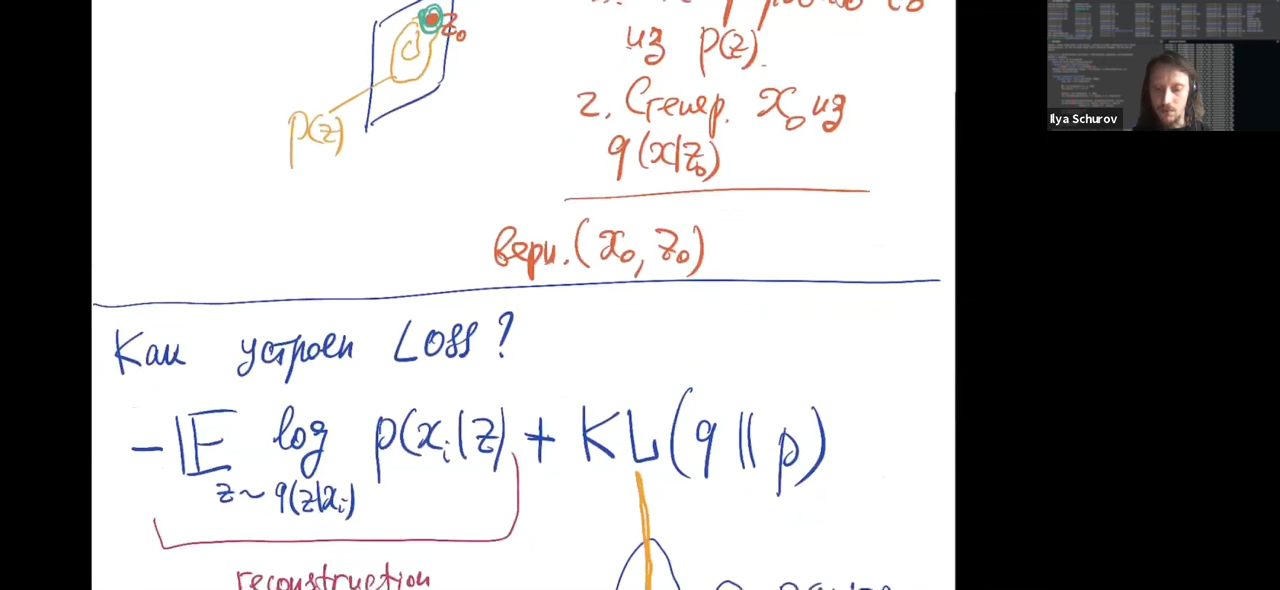 z₀
из p(z).
p(z)
2. Сгенер. x₀ из
q(x|z₀)
верн. (x₀, z₀)
Как устроен Loss?
-𝔼 log p(xᵢ|z) + KL(q || p)
z~q(z|xᵢ)
reconstruction
Ilya Schurov